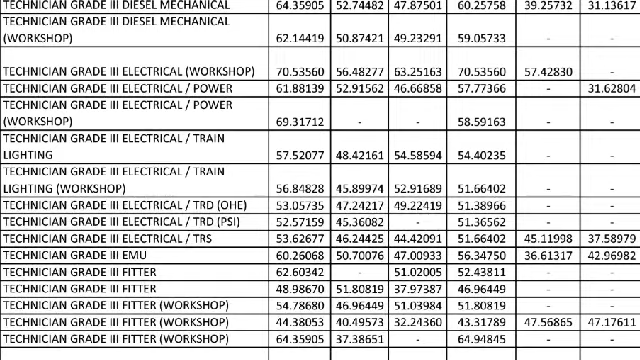 TECHNICIAN GRADE III DIESEL MECHANICAL 64.35905 52.74482 47.87501 60.25758 39.25732 31.13617
TECHNICIAN GRADE III DIESEL MECHANICAL
(WORKSHOP) 62.14419 50.87421 49.23291 59.05733 - -
TECHNICIAN GRADE III ELECTRICAL (WORKSHOP) 70.53560 56.48277 63.25163 70.53560 57.42830 -
TECHNICIAN GRADE III ELECTRICAL / POWER 61.88139 52.91562 46.66858 57.77366 - 31.62804
TECHNICIAN GRADE III ELECTRICAL / POWER
(WORKSHOP) 69.31712 - - 58.59163 - -
TECHNICIAN GRADE III ELECTRICAL / TRAIN
LIGHTING 57.52077 48.42161 54.58594 54.40235 - -
TECHNICIAN GRADE III ELECTRICAL / TRAIN
LIGHTING (WORKSHOP) 56.84828 45.89974 52.91689 51.66402 - -
TECHNICIAN GRADE III ELECTRICAL / TRD (OHE) 53.05735 47.24217 49.22419 51.38966 - -
TECHNICIAN GRADE III ELECTRICAL / TRD (PSI) 52.57159 45.36082 - 51.36562 - -
TECHNICIAN GRADE III ELECTRICAL / TRS 53.62677 46.24425 44.42091 51.66402 45.11998 37.58979
TECHNICIAN GRADE III EMU 60.26068 50.70076 47.00933 56.34750 36.61317 42.96982
TECHNICIAN GRADE III FITTER 62.60342 - 51.02005 52.43811 - -
TECHNICIAN GRADE III FITTER 48.98670 51.80819 37.97387 46.96449 - -
TECHNICIAN GRADE III FITTER (WORKSHOP) 54.78680 46.96449 51.03984 51.80819 - -
TECHNICIAN GRADE III FITTER (WORKSHOP) 44.38053 40.49573 32.24360 43.31789 47.56865 47.17611
TECHNICIAN GRADE III FITTER (WORKSHOP) 64.35905 37.38651 - 64.94845 - -